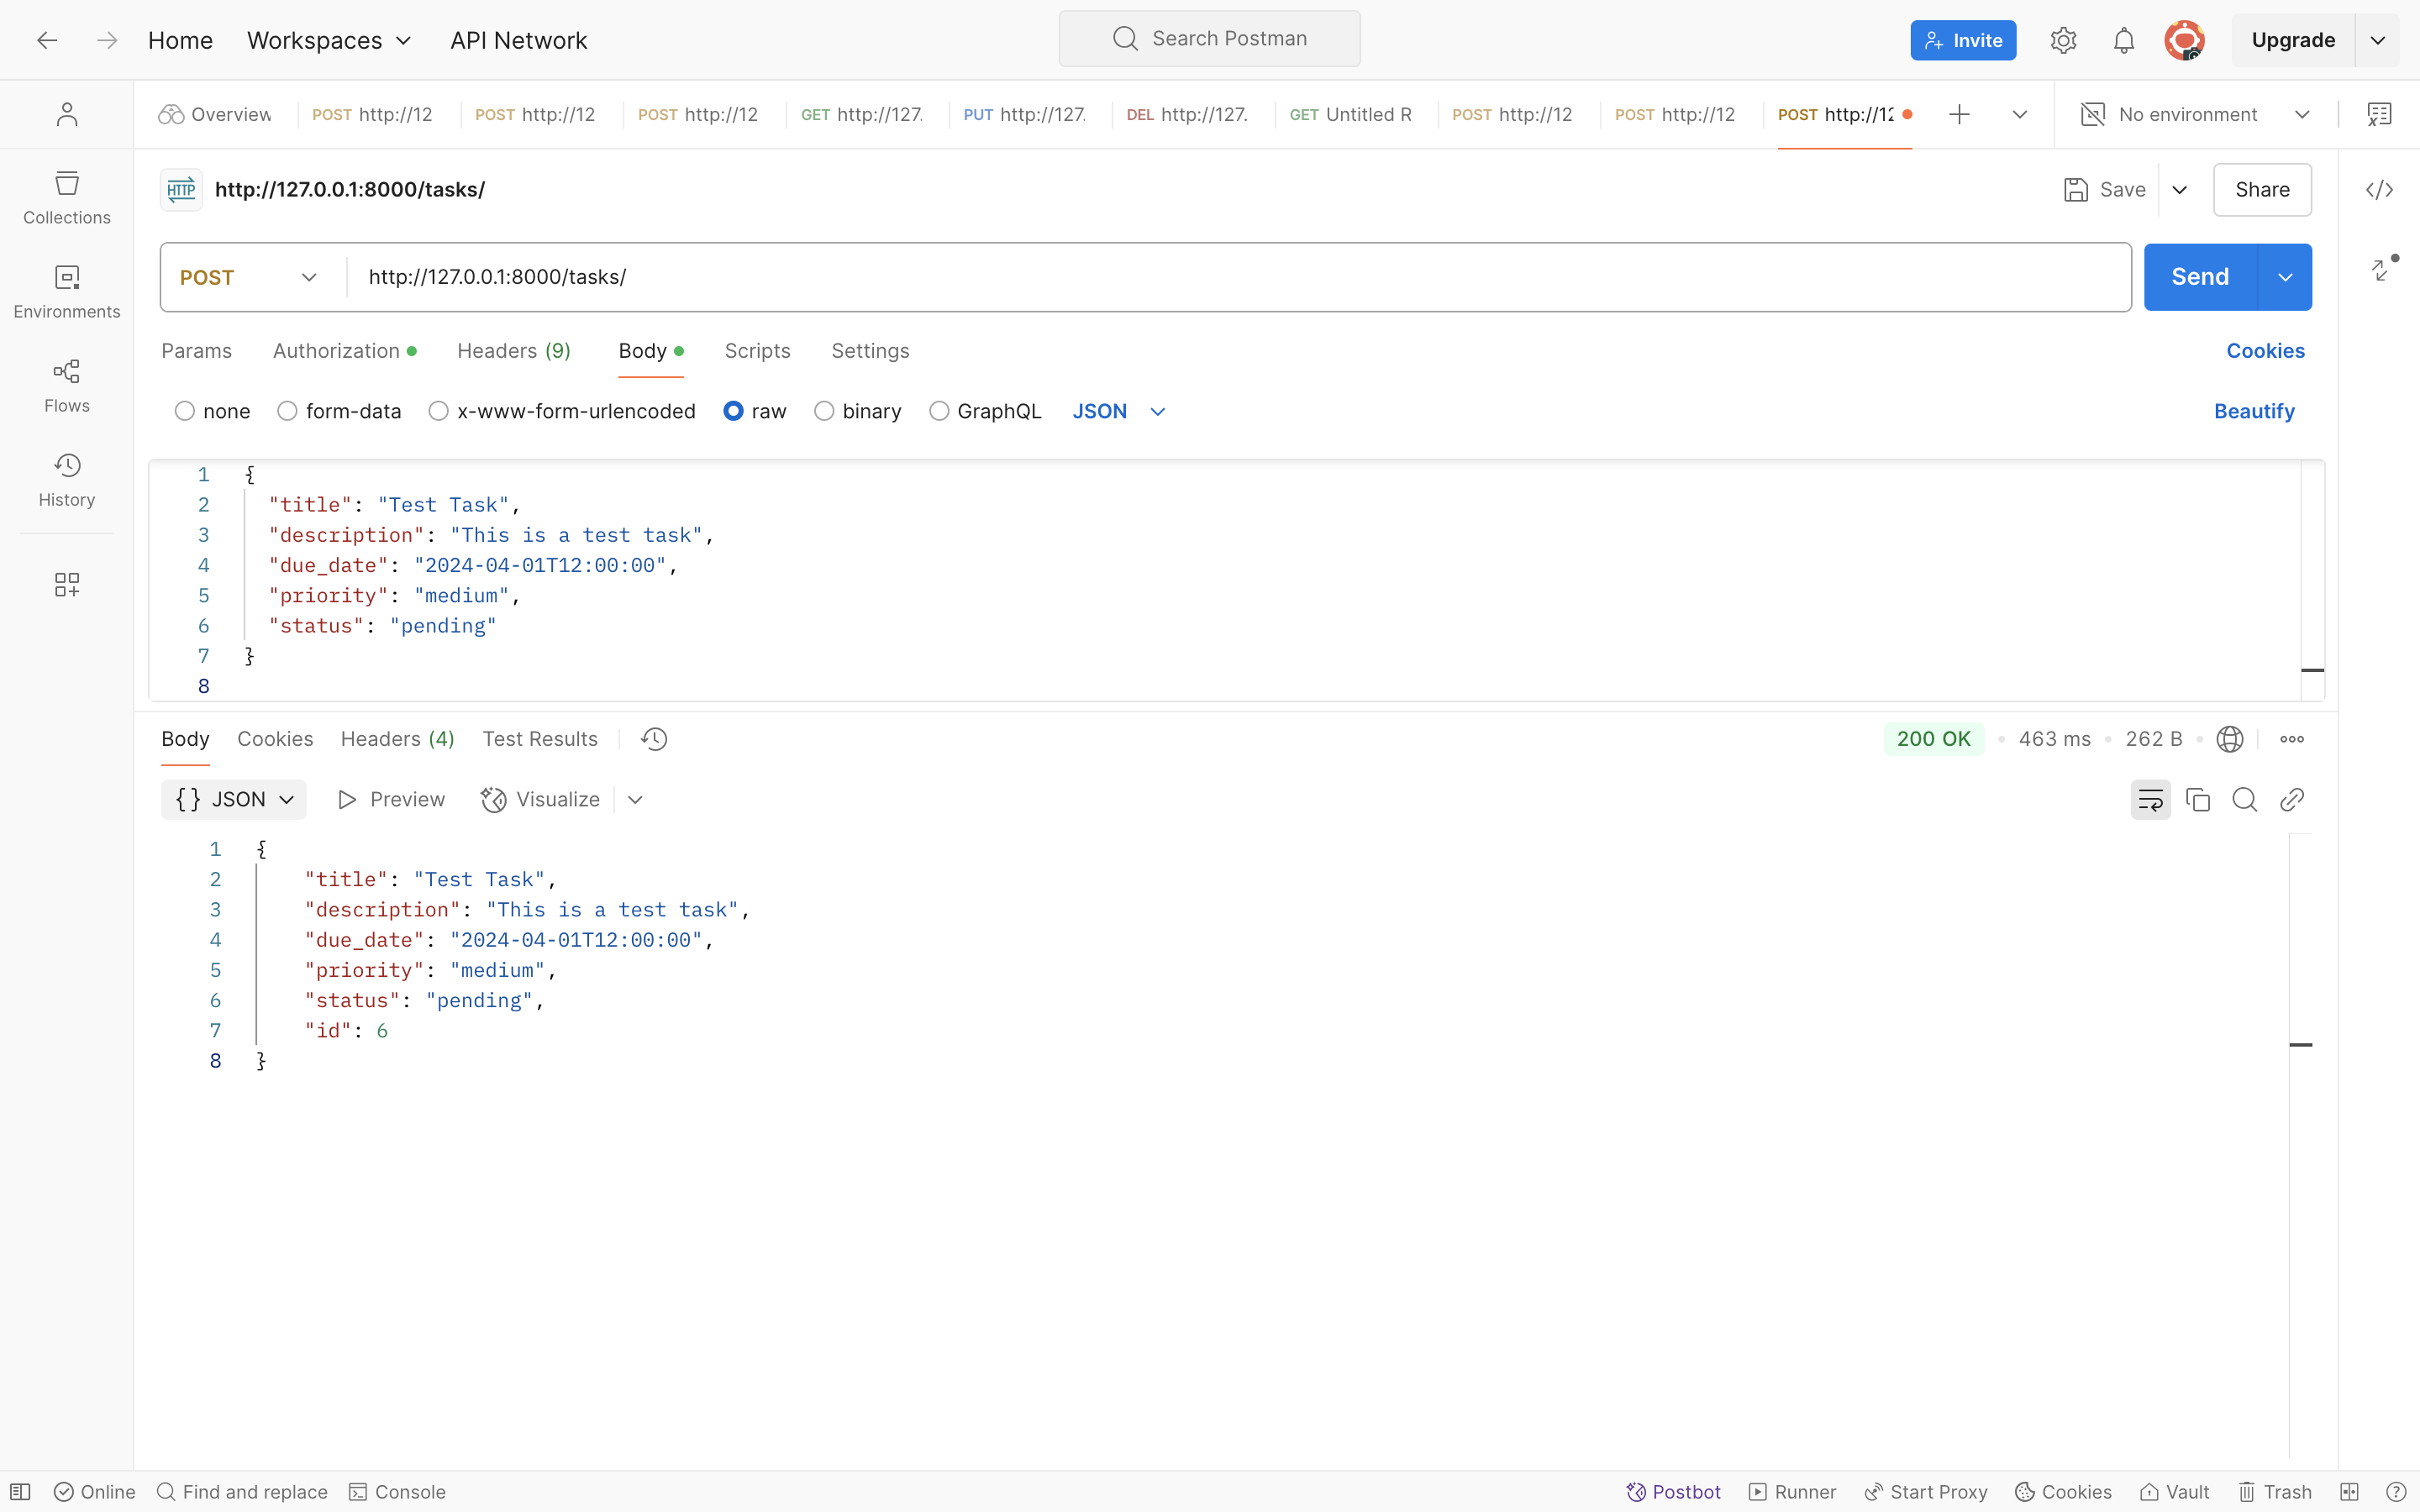 Home Workspaces API Network Search Postman Invite Upgrade
Overview POST http://12 POST http://12 POST http://12 GET http://127. PUT http://127. DEL http://127. GET Untitled R POST http://12 POST http://12 POST http://12 No environment
HTTP http://127.0.0.1:8000/tasks/ Save Share
Collections
Environments
Flows
History
POST http://127.0.0.1:8000/tasks/ Send
Params Authorization Headers (9) Body Scripts Settings Cookies
none form-data x-www-form-urlencoded raw binary GraphQL JSON Beautify
1 {
2 "title": "Test Task",
3 "description": "This is a test task",
4 "due_date": "2024-04-01T12:00:00",
5 "priority": "medium",
6 "status": "pending"
7 }
8
Body Cookies Headers (4) Test Results 200 OK 463 ms 262 B
{} JSON Preview Visualize
1 {
2 "title": "Test Task",
3 "description": "This is a test task",
4 "due_date": "2024-04-01T12:00:00",
5 "priority": "medium",
6 "status": "pending",
7 "id": 6
8 }
Online Find and replace Console Postbot Runner Start Proxy Cookies Vault Trash